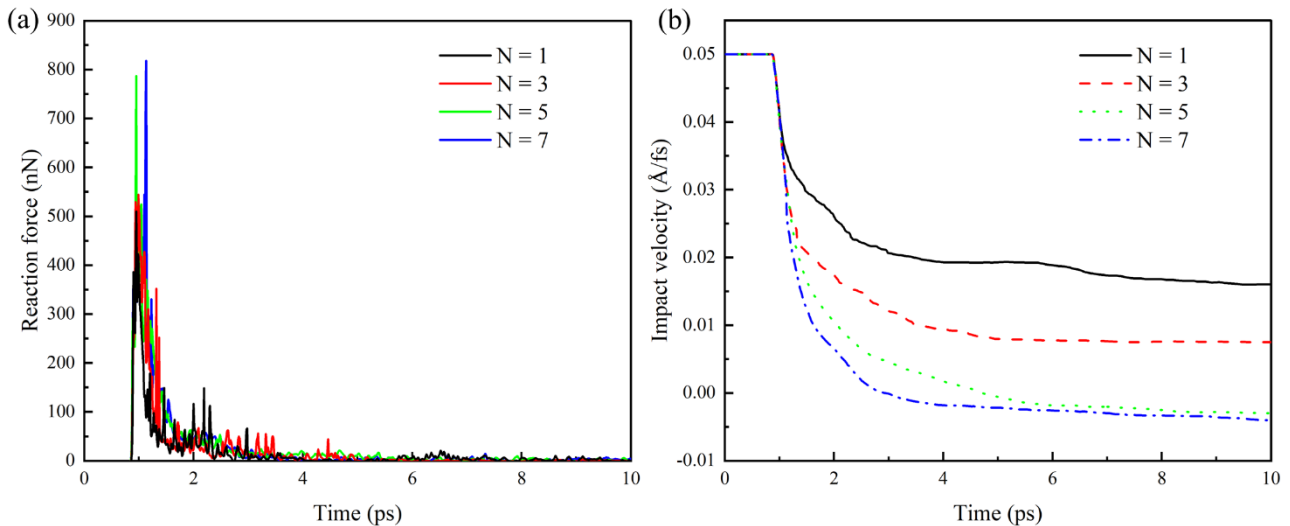 (a)
900
800
700
600
500
400
300
200
100
0
Reaction force (nN)
N = 1
N = 3
N = 5
N = 7
0 2 4 6 8 10
Time (ps)
(b)
0.05
0.04
0.03
0.02
0.01
0.00
-0.01
Impact velocity (Å/fs)
N = 1
N = 3
N = 5
N = 7
0 2 4 6 8 10
Time (ps)